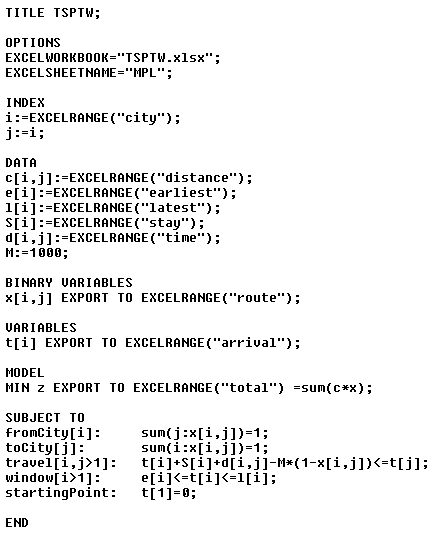 TITLE TSPTW;
OPTIONS
EXCELWORKBOOK="TSPTW.xlsx";
EXCELSHEETNAME="MPL";
INDEX
i:=EXCELRANGE("city");
j:=i;
DATA
c[i,j]:=EXCELRANGE("distance");
e[i]:=EXCELRANGE("earliest");
l[i]:=EXCELRANGE("latest");
S[i]:=EXCELRANGE("stay");
d[i,j]:=EXCELRANGE("time");
M:=1000;
BINARY VARIABLES
x[i,j] EXPORT TO EXCELRANGE("route");
VARIABLES
t[i] EXPORT TO EXCELRANGE("arrival");
MODEL
MIN z EXPORT TO EXCELRANGE("total") =sum(c*x);
SUBJECT TO
fromCity[i]: sum(j:x[i,j])=1;
toCity[j]: sum(i:x[i,j])=1;
travel[i,j>1]: t[i]+S[i]+d[i,j]-M*(1-x[i,j])<=t[j];
window[i>1]: e[i]<=t[i]<=l[i];
startingPoint: t[1]=0;
END